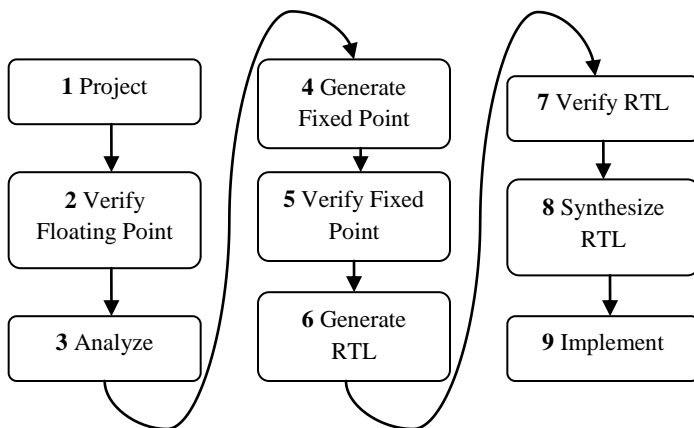 1 Project
2 Verify
Floating Point
3 Analyze
4 Generate
Fixed Point
5 Verify Fixed
Point
6 Generate
RTL
7 Verify RTL
8 Synthesize
RTL
9 Implement